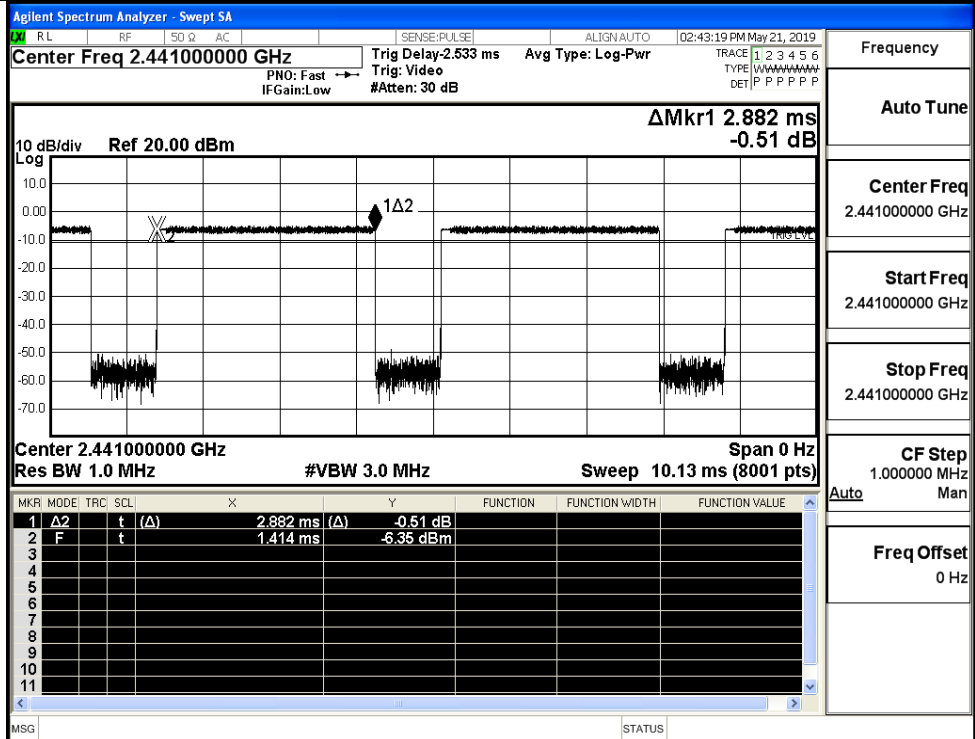 Agilent Spectrum Analyzer - Swept SA
LXI RL RF 50 Ω AC SENSE:PULSE ALIGN AUTO 02:43:19 PM May 21, 2019
Center Freq 2.441000000 GHz
PNO: Fast
IFGain:Low
Trig Delay-2.533 ms
Trig: Video
#Atten: 30 dB
Avg Type: Log-Pwr
TRACE 1 2 3 4 5 6
TYPE WWWWWW
DET P P P P P P
ΔMkr1 2.882 ms
-0.51 dB
10 dB/div Ref 20.00 dBm
Log
10.0
0.00
-10.0
-20.0
-30.0
-40.0
-50.0
-60.0
-70.0
1Δ2
2
TRIG LVL
Center 2.441000000 GHz Span 0 Hz
Res BW 1.0 MHz #VBW 3.0 MHz Sweep 10.13 ms (8001 pts)
MKR MODE TRC SCL X Y FUNCTION FUNCTION WIDTH FUNCTION VALUE
1 Δ2 t (Δ) 2.882 ms (Δ) -0.51 dB
2 F t 1.414 ms -6.35 dBm
3
4
5
6
7
8
9
10
11
MSG STATUS
Frequency
Auto Tune
Center Freq
2.441000000 GHz
Start Freq
2.441000000 GHz
Stop Freq
2.441000000 GHz
CF Step
1.000000 MHz
Auto Man
Freq Offset
0 Hz